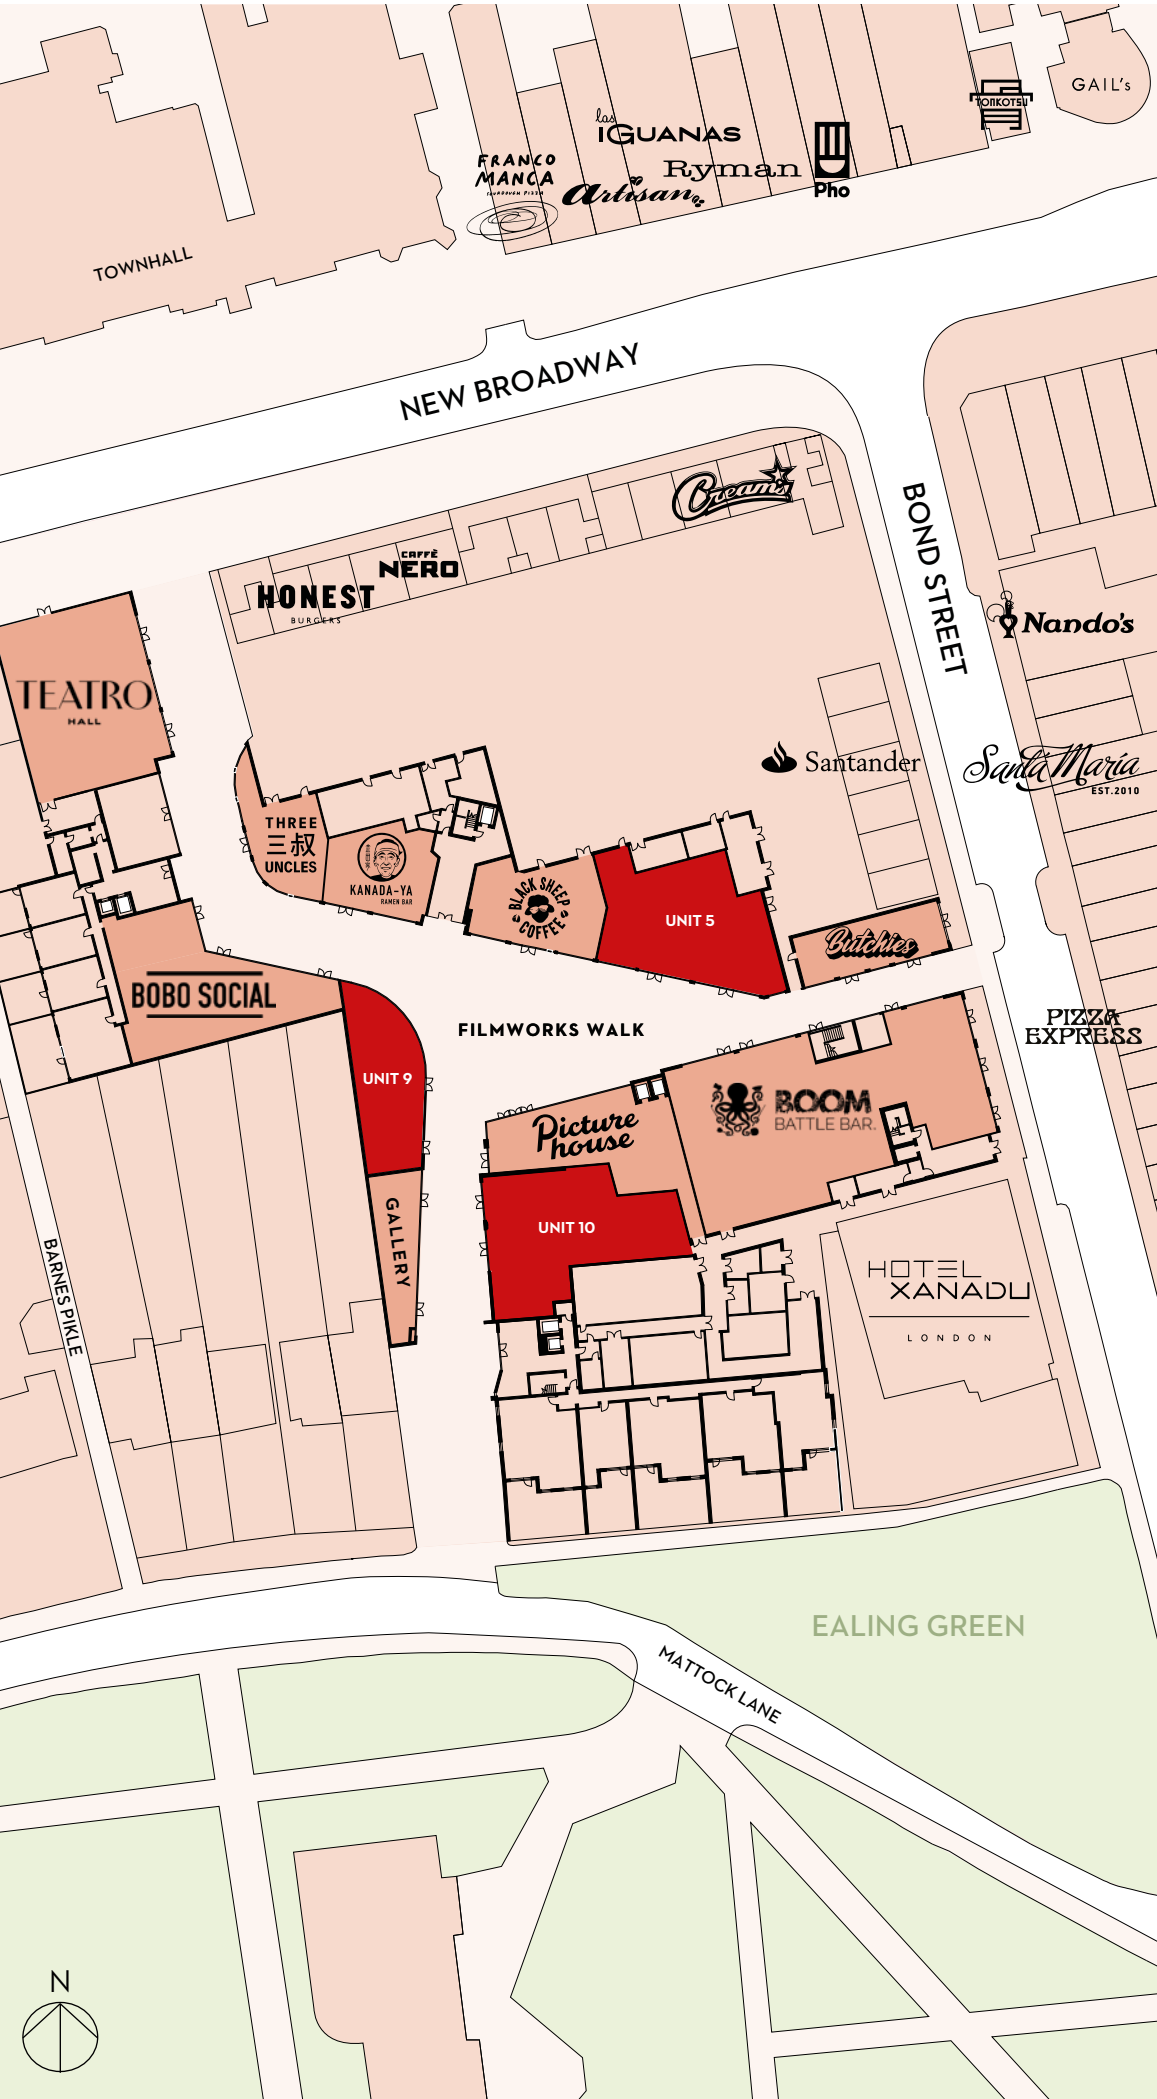 GAIL's
TONKOTSU
las
IGUANAS
FRANCO
MANCA
SOURDOUGH PIZZA
Ryman
artisan
Pho
TOWNHALL
NEW BROADWAY
Creams
BOND STREET
CAFFÈ
NERO
HONEST
BURGERS
Nando's
TEATRO
HALL
Santander
Santa Maria
EST.2010
THREE
三叔
UNCLES
KANADA-YA
RAMEN BAR
BLACK SHEEP
COFFEE
UNIT 5
Butchies
BOBO SOCIAL
FILMWORKS WALK
PIZZA
EXPRESS
UNIT 9
Picture
house
BOOM
BATTLE BAR.
GALLERY
UNIT 10
BARNES PIKLE
HOTEL
XANADU
LONDON
EALING GREEN
MATTOCK LANE
N